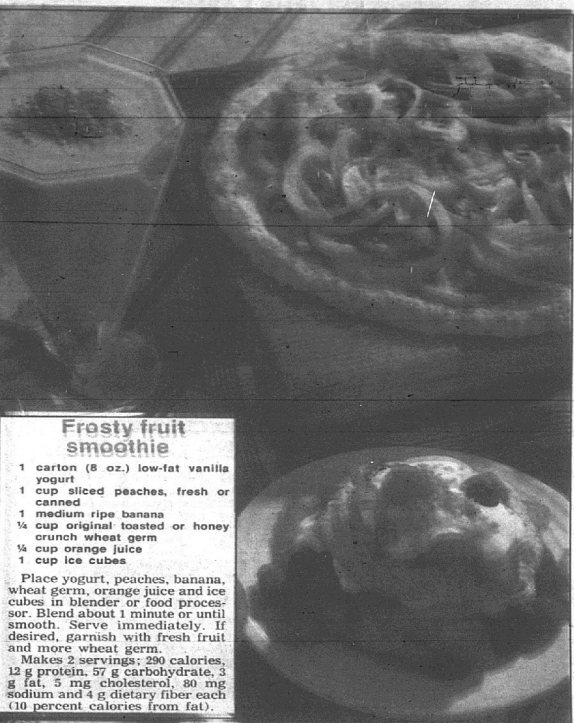 Frosty fruit
smoothie
1 carton (8 oz.) low-fat vanilla
yogurt
1 cup sliced peaches, fresh or
canned
1 medium ripe banana
¼ cup original toasted or honey
crunch wheat germ
¼ cup orange juice
1 cup ice cubes
Place yogurt, peaches, banana,
wheat germ, orange juice and ice
cubes in blender or food proces-
sor. Blend about 1 minute or until
smooth. Serve immediately. If
desired, garnish with fresh fruit
and more wheat germ.
Makes 2 servings; 290 calories,
12 g protein, 57 g carbohydrate, 3
g fat, 5 mg cholesterol, 80 mg
sodium and 4 g dietary fiber each
(10 percent calories from fat).